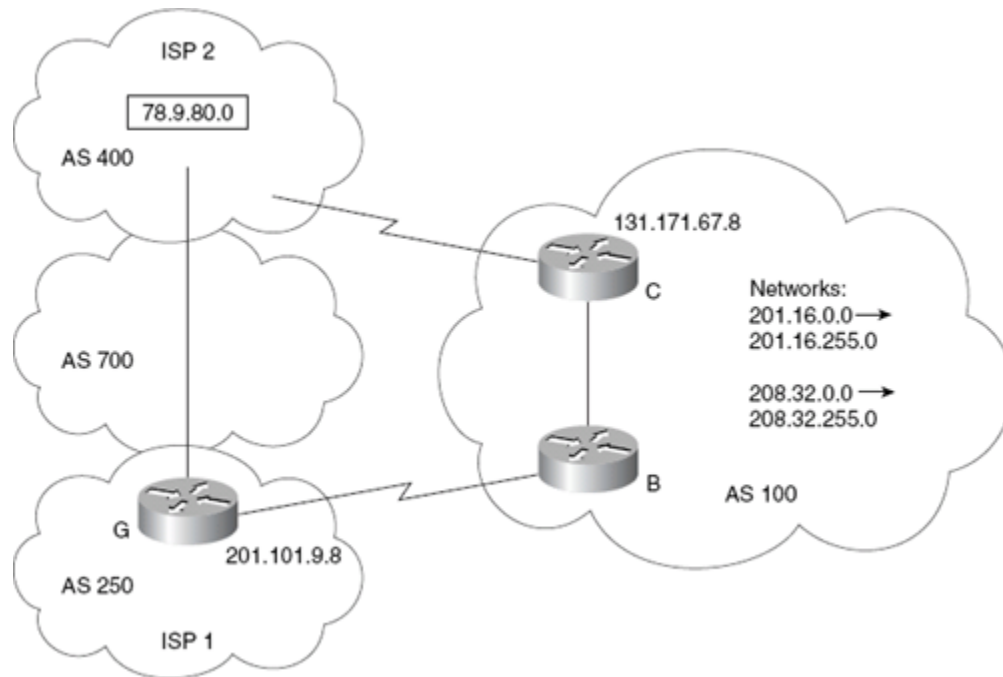 ISP 2
78.9.80.0
AS 400
131.171.67.8
C
Networks:
201.16.0.0
201.16.255.0
AS 700
208.32.0.0
208.32.255.0
B
AS 100
G
201.101.9.8
AS 250
ISP 1